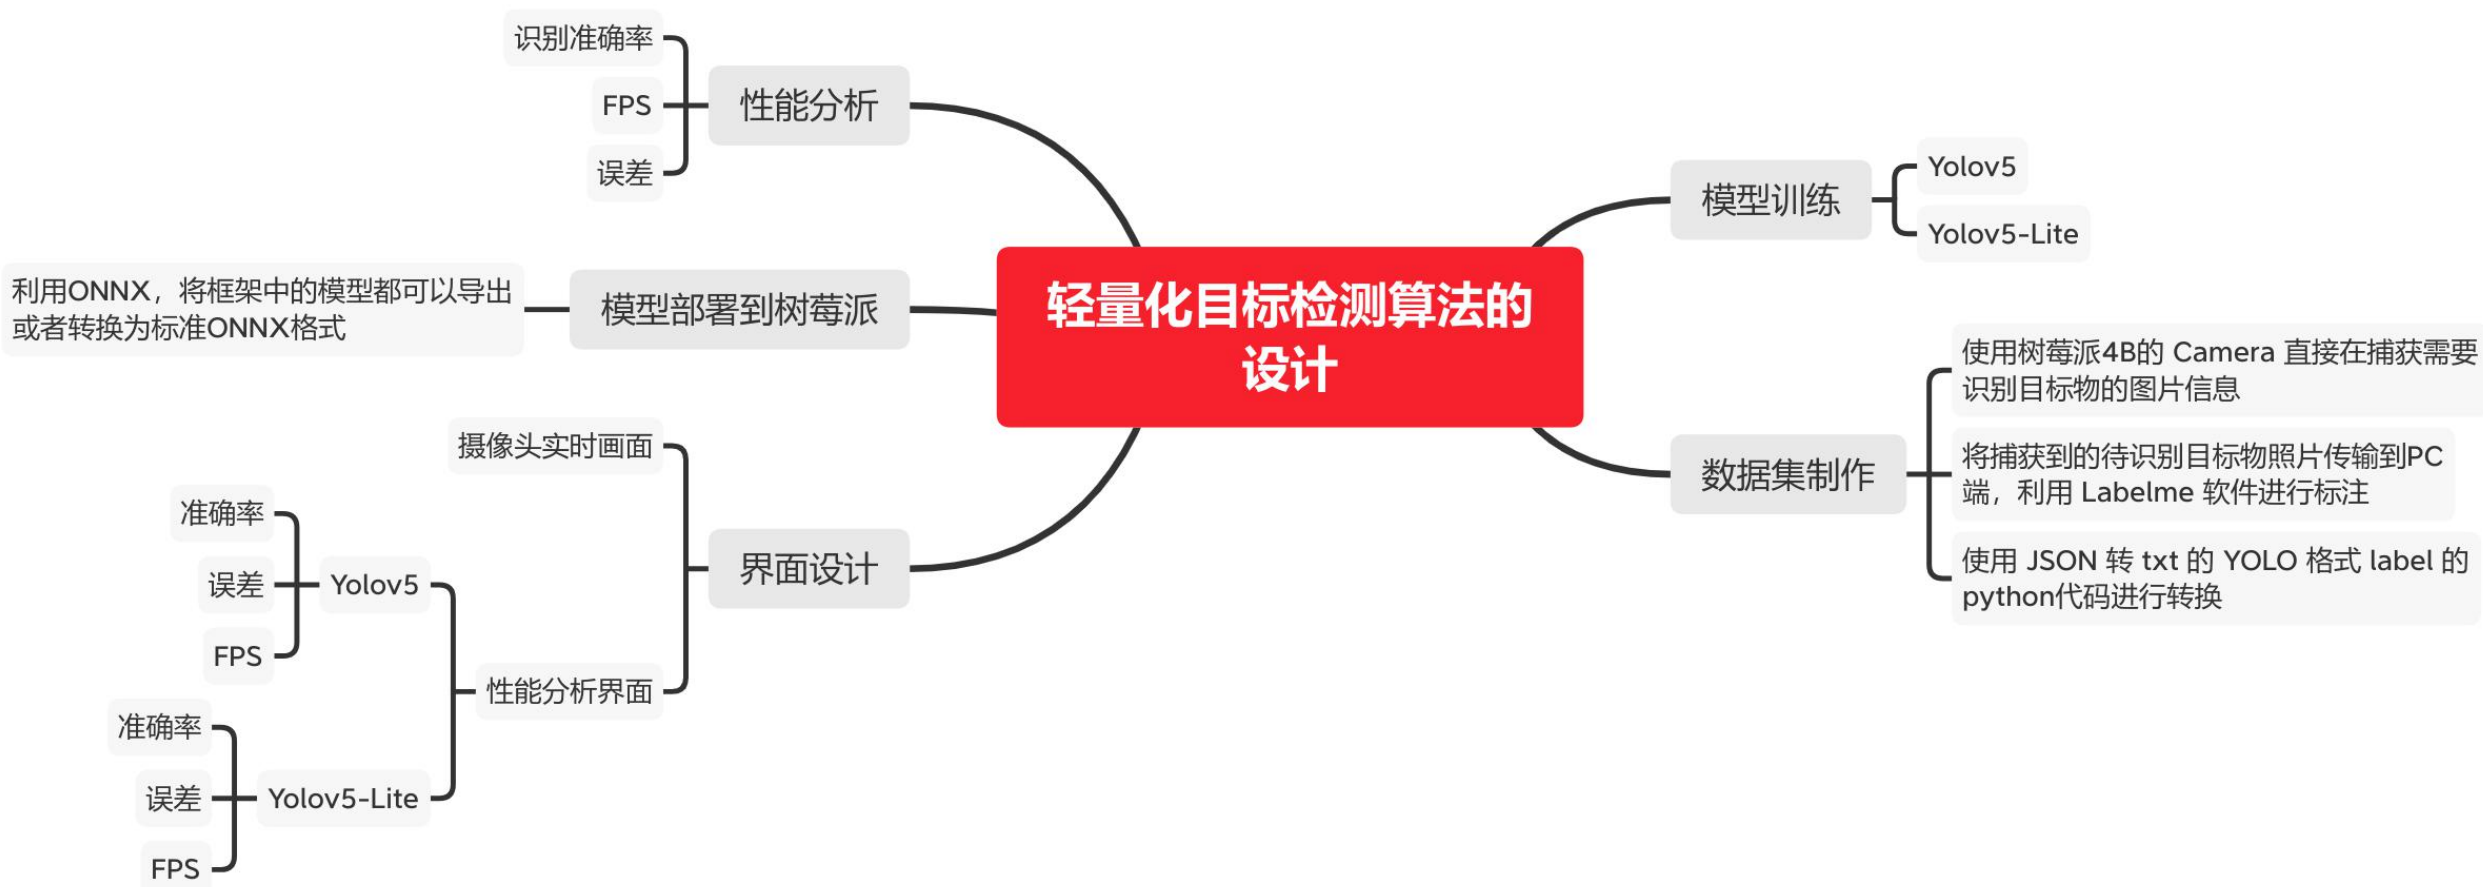 轻量化目标检测算法的
设计
模型训练
Yolov5
Yolov5-Lite
数据集制作
使用树莓派4B的 Camera 直接在捕获需要
识别目标物的图片信息
将捕获到的待识别目标物照片传输到PC
端，利用 Labelme 软件进行标注
使用 JSON 转 txt 的 YOLO 格式 label 的
python代码进行转换
性能分析
识别准确率
FPS
误差
模型部署到树莓派
利用ONNX，将框架中的模型都可以导出
或者转换为标准ONNX格式
界面设计
摄像头实时画面
性能分析界面
Yolov5
准确率
误差
FPS
Yolov5-Lite
准确率
误差
FPS